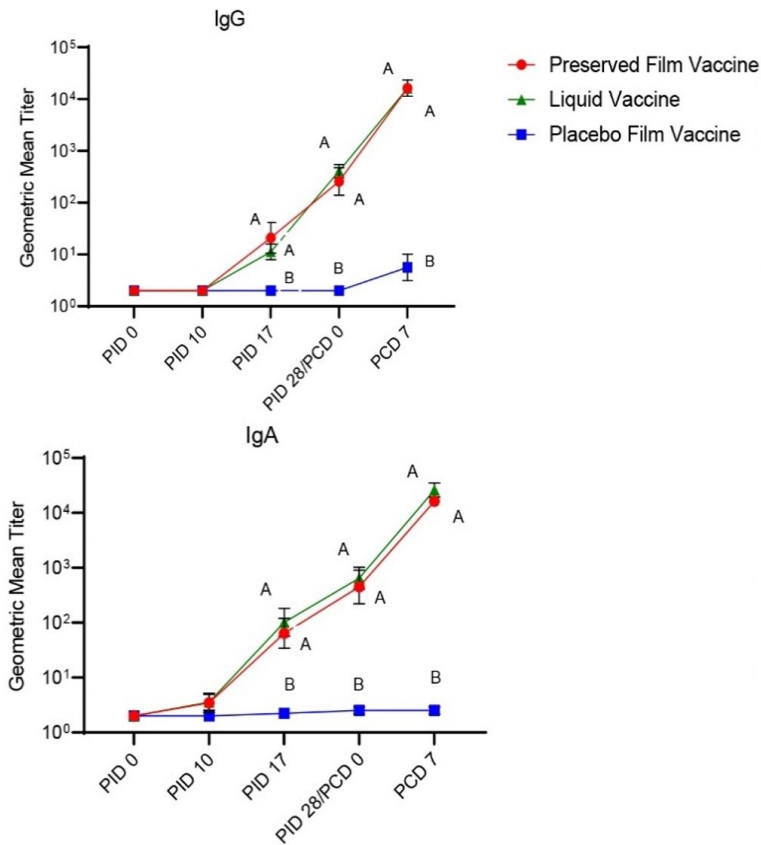 IgG
Geometric Mean Titer
10⁵
10⁴
10³
10²
10¹
10⁰
A
A
A
A
A
A
B
B
B
PID 0
PID 10
PID 17
PID 28/PCD 0
PCD 7
Preserved Film Vaccine
Liquid Vaccine
Placebo Film Vaccine
IgA
Geometric Mean Titer
10⁵
10⁴
10³
10²
10¹
10⁰
A
A
A
A
A
A
B
B
B
PID 0
PID 10
PID 17
PID 28/PCD 0
PCD 7